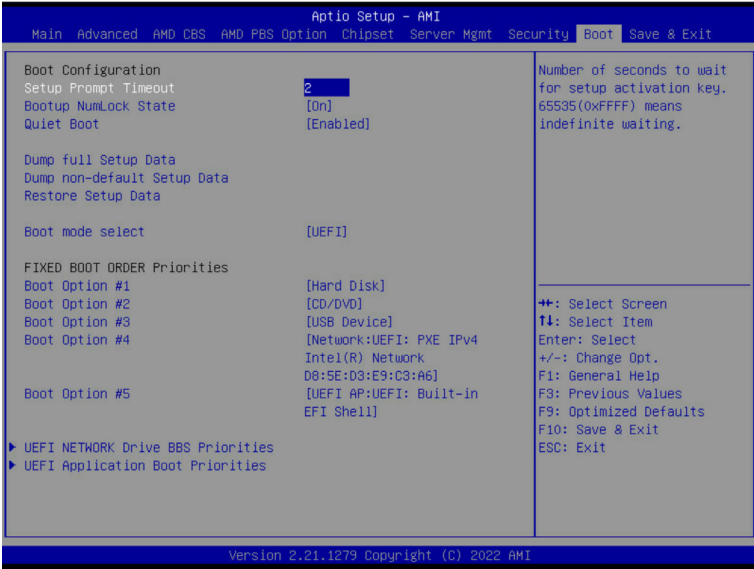 Aptio Setup - AMI
Main Advanced AMD CBS AMD PBS Option Chipset Server Mgmt Security Boot Save & Exit
Boot Configuration
Setup Prompt Timeout 2
Bootup NumLock State [On]
Quiet Boot [Enabled]
Dump full Setup Data
Dump non-default Setup Data
Restore Setup Data
Boot mode select [UEFI]
FIXED BOOT ORDER Priorities
Boot Option #1 [Hard Disk]
Boot Option #2 [CD/DVD]
Boot Option #3 [USB Device]
Boot Option #4 [Network:UEFI: PXE IPv4
Intel(R) Network
D8:5E:D3:E9:C3:A6]
Boot Option #5 [UEFI AP:UEFI: Built-in
EFI Shell]
UEFI NETWORK Drive BBS Priorities
UEFI Application Boot Priorities
Number of seconds to wait
for setup activation key.
65535(0xFFFF) means
indefinite waiting.
→←: Select Screen
↑↓: Select Item
Enter: Select
+/-: Change Opt.
F1: General Help
F3: Previous Values
F9: Optimized Defaults
F10: Save & Exit
ESC: Exit
Version 2.21.1279 Copyright (C) 2022 AMI